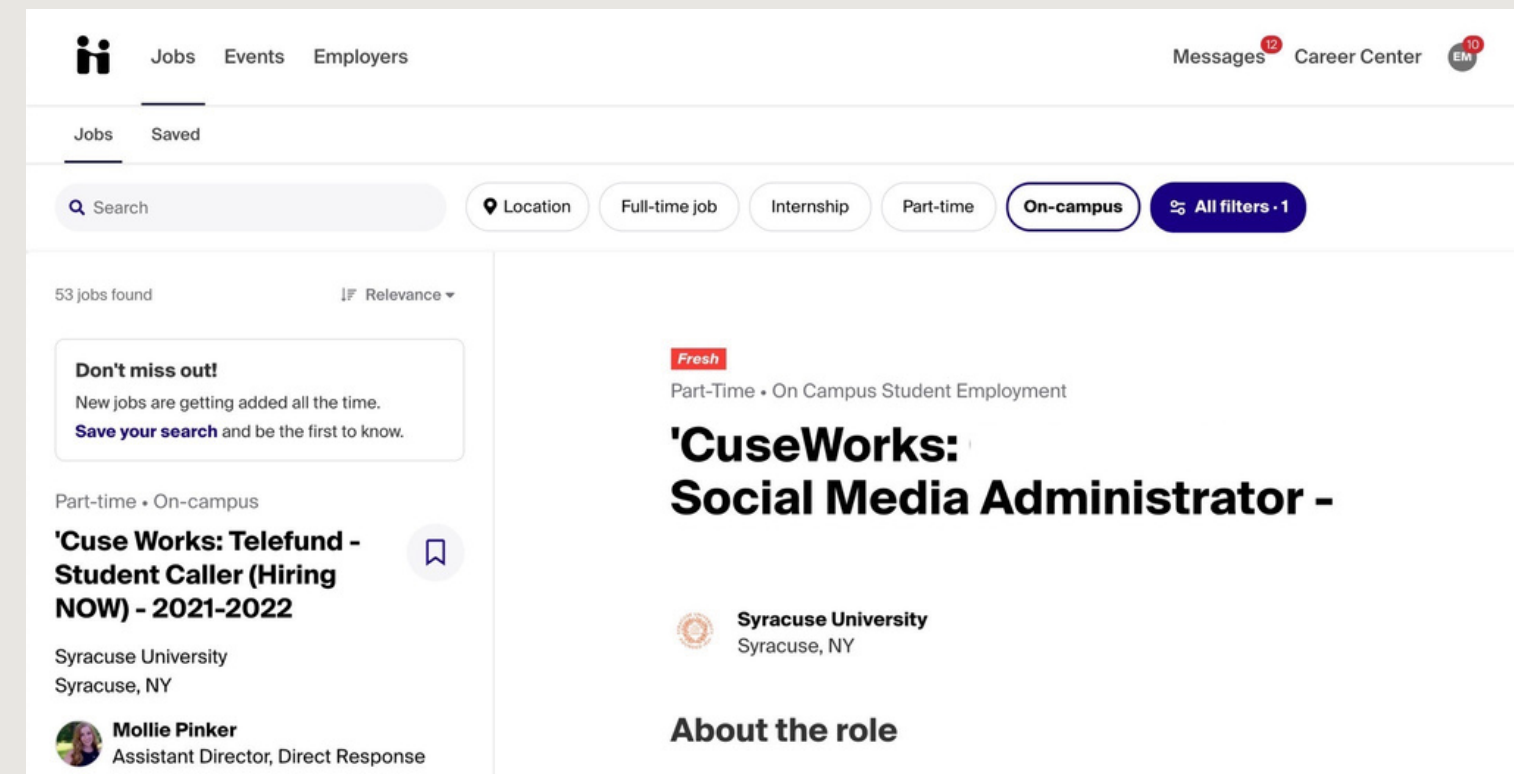 Jobs Events Employers Messages 12 Career Center EM 10
Jobs Saved
Search Location Full-time job Internship Part-time On-campus All filters · 1
53 jobs found Relevance
Don't miss out!
New jobs are getting added all the time.
Save your search and be the first to know.
Part-time • On-campus
'Cuse Works: Telefund -
Student Caller (Hiring
NOW) - 2021-2022
Syracuse University
Syracuse, NY
Mollie Pinker
Assistant Director, Direct Response
Fresh
Part-Time • On Campus Student Employment
'CuseWorks:
Social Media Administrator -
Syracuse University
Syracuse, NY
About the role